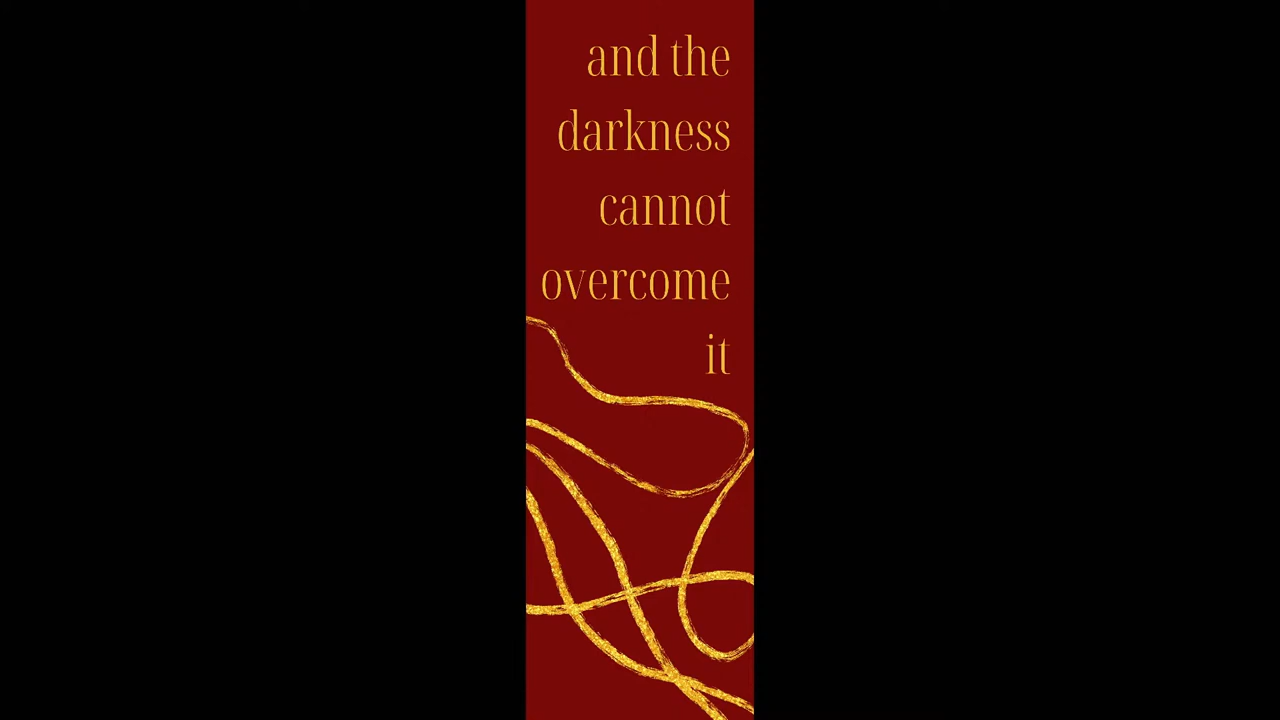 and the
darkness
cannot
overcome
it